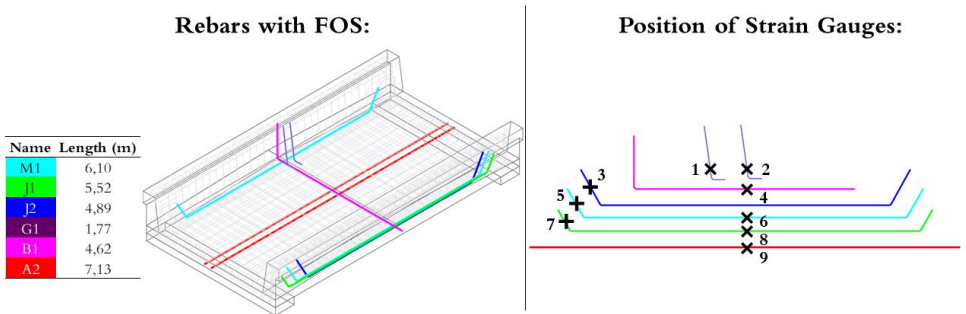 Rebars with FOS:
Name Length (m)
M1 6,10
J1 5,52
J2 4,89
G1 1,77
B1 4,62
A2 7,13
Position of Strain Gauges:
1 2
3
4
5
6
7
8
9